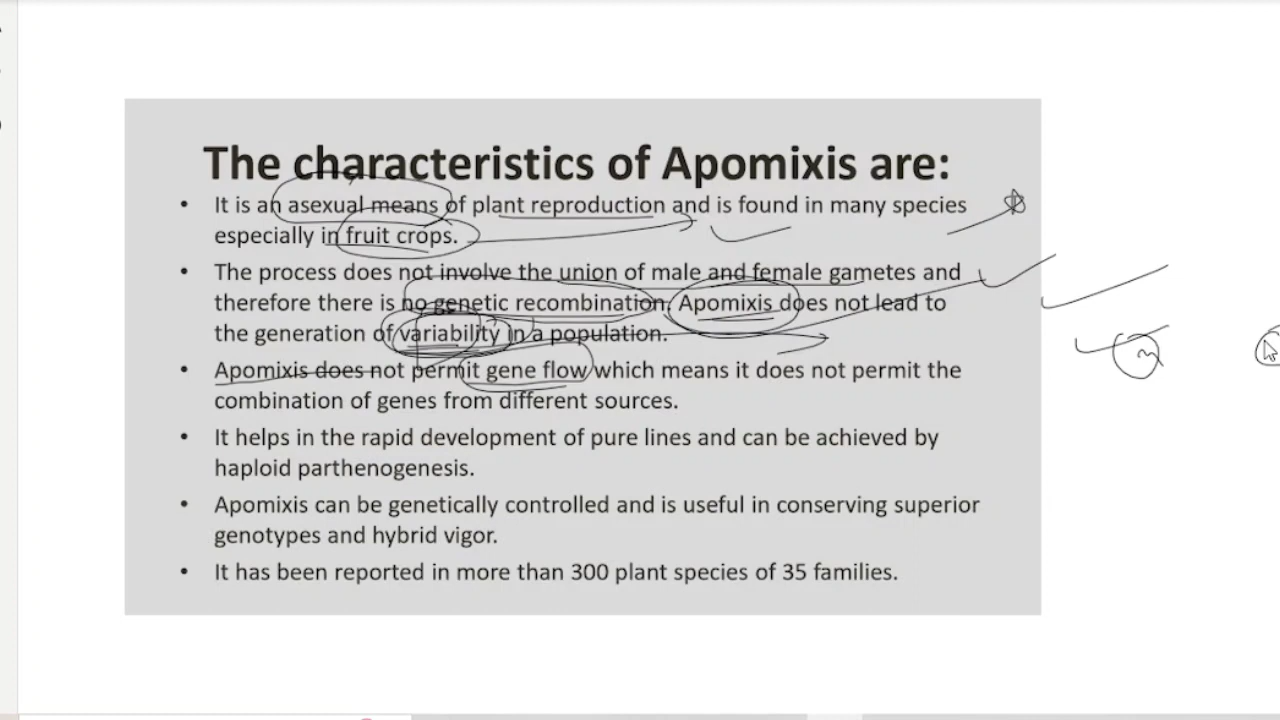 The characteristics of Apomixis are:
• It is an asexual means of plant reproduction and is found in many species
especially in fruit crops.
• The process does not involve the union of male and female gametes and
therefore there is no genetic recombination. Apomixis does not lead to
the generation of variability in a population.
• Apomixis does not permit gene flow which means it does not permit the
combination of genes from different sources.
• It helps in the rapid development of pure lines and can be achieved by
haploid parthenogenesis.
• Apomixis can be genetically controlled and is useful in conserving superior
genotypes and hybrid vigor.
• It has been reported in more than 300 plant species of 35 families.